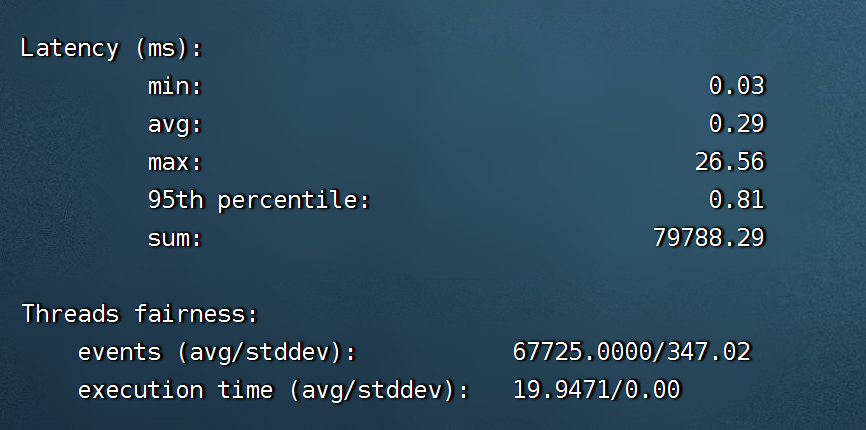 Latency (ms):
min: 0.03
avg: 0.29
max: 26.56
95th percentile: 0.81
sum: 79788.29
Threads fairness:
events (avg/stddev): 67725.0000/347.02
execution time (avg/stddev): 19.9471/0.00